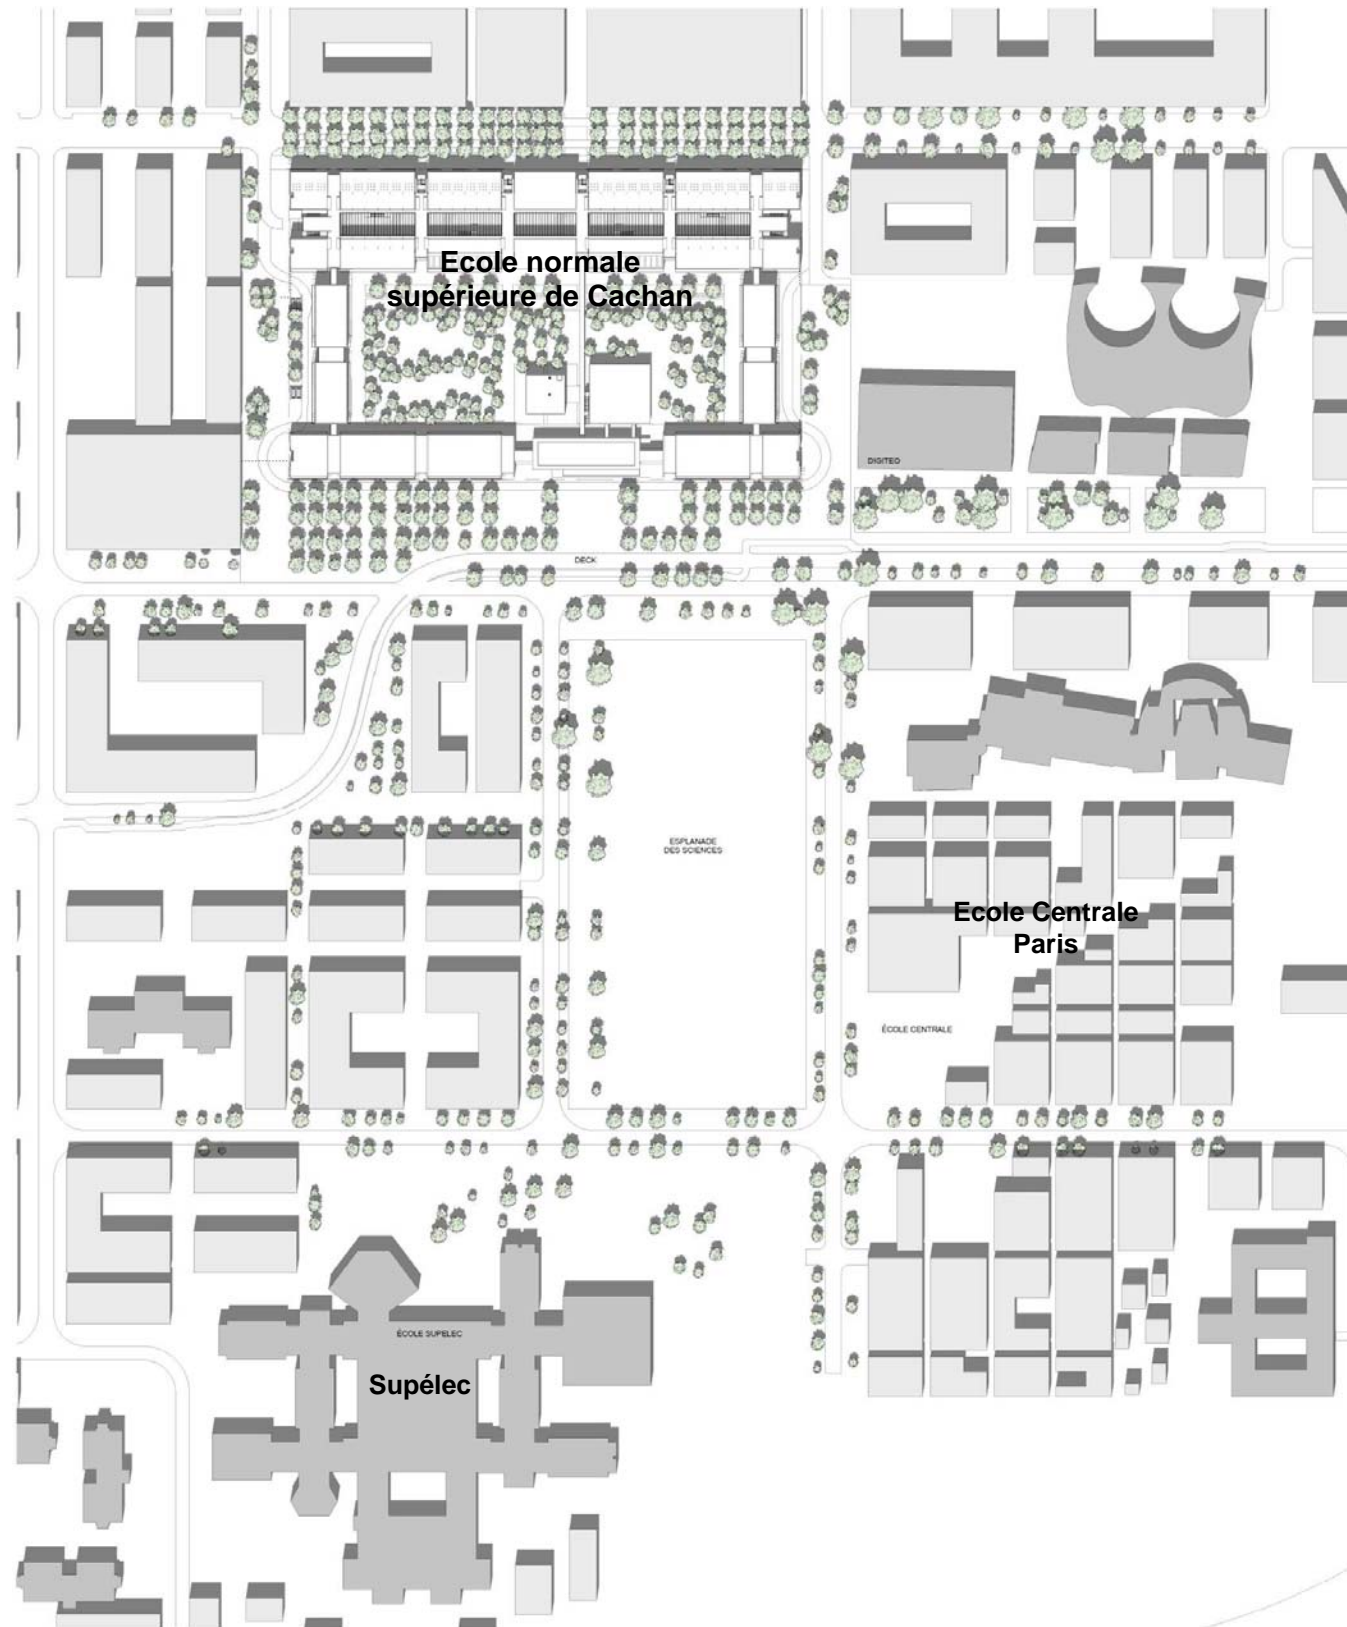 Ecole normale
supérieure de Cachan
DIGITEO
DECK
ESPLANADE
DES SCIENCES
Ecole Centrale
Paris
ÉCOLE CENTRALE
ÉCOLE SUPELEC
Supélec